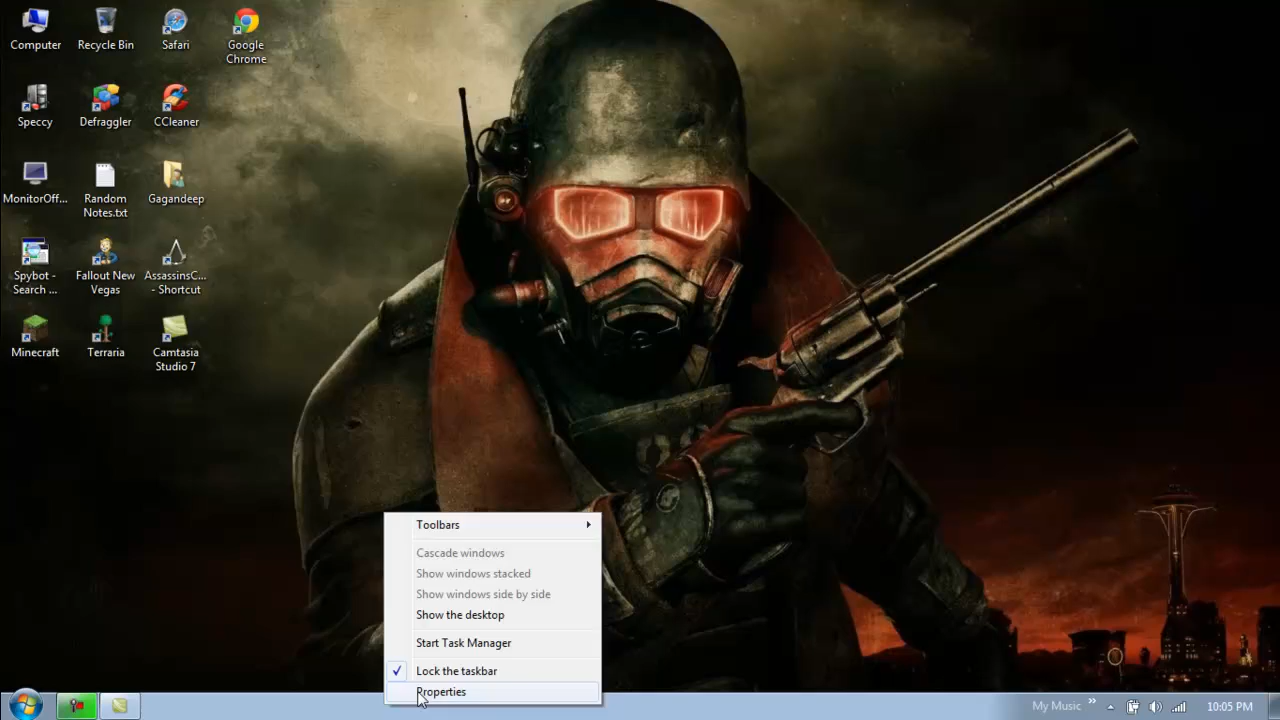 Computer
Recycle Bin
Safari
Google
Chrome
Speccy
Defraggler
CCleaner
MonitorOff...
Random
Notes.txt
Gagandeep
Spybot -
Search ...
Fallout New
Vegas
AssassinsC...
- Shortcut
Minecraft
Terraria
Camtasia
Studio 7
Toolbars
Cascade windows
Show windows stacked
Show windows side by side
Show the desktop
Start Task Manager
Lock the taskbar
Properties
My Music
10:05 PM